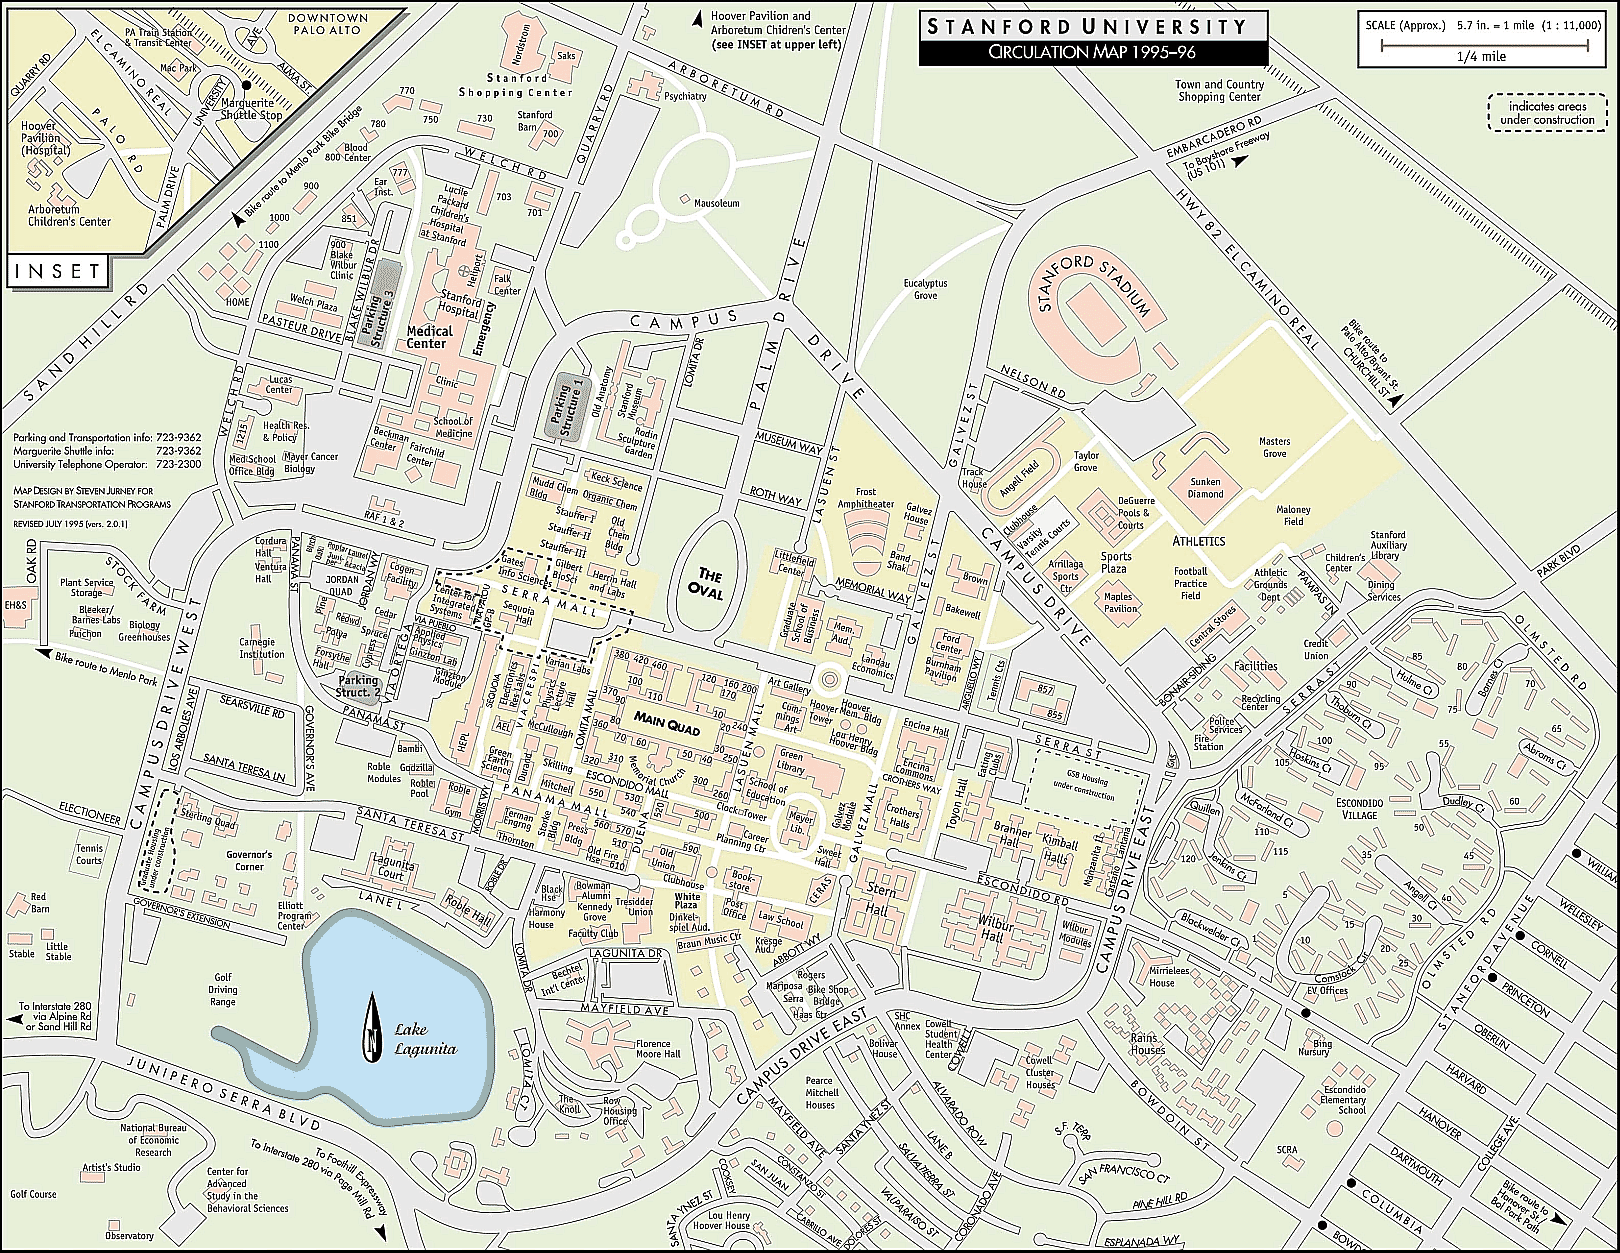 STANFORD UNIVERSITY
CIRCULATION MAP 1995–96
SCALE (Approx.) 5.7 in. = 1 mile (1 : 11,000)
1/4 mile
indicates areas
under construction
DOWNTOWN
PALO ALTO
PA Train Station
& Transit Center
Mac Park
QUARRY RD
EL CAMINO REAL
ALMA ST
UNIVERSITY
AVE
Marguerite
Shuttle Stop
PALO RD
Hoover
Pavilion
(Hospital)
PALM DRIVE
Arboretum
Children's Center
INSET
Hoover Pavilion and
Arboretum Chidren's Center
(see INSET at upper left)
Nordstrom
Saks
Stanford
Shopping Center
Psychiatry
ARBORETUM RD
Town and Country
Shopping Center
EMBARCADERO RD
To Bayshore Freeway
(US 101)
HWY 82 EL CAMINO REAL
Bike route to Menlo Park Bike Bridge
770
750
730
780
Stanford
Barn
700
Blood
800 Center
WELCH RD
QUARRY RD
777
Ear
Inst.
703
701
900
1000
851
1100
HOME
Lucile
Packard
Children's
Hospital
at Stanford
900
Blake
Wilbur
Clinic
BLAKE WILBUR DR
Parking
Structure 3
Welch Plaza
PASTEUR DRIVE
Heliport
Falk
Center
Stanford
Hospital
Emergency
Medical
Center
Clinic
School of
Medicine
Beckman
Center
Fairchild
Center
Lucas
Center
WELCH RD
1215
Health Res.
& Policy
Med School
Office Bldg
Mayer Cancer
Biology
RAF 1 & 2
SAND HILL RD
Mausoleum
Eucalyptus
Grove
CAMPUS DRIVE
PALM DRIVE
STANFORD STADIUM
Bike route to
Palo Alto/Bryant St.
CHURCHILL ST
NELSON RD
GALVEZ ST
Parking
Structure 1
Old Anatomy
Stanford
Museum
Rodin
Sculpture
Garden
LOMITA DR
MUSEUM WAY
ROTH WAY
LASUEN ST
Parking and Transportation info: 723-9362
Marguerite Shuttle info: 723-9362
University Telephone Operator: 723-2300
MAP DESIGN BY STEVEN JURNEY FOR
STANFORD TRANSPORTATION PROGRAMS
REVISED JULY 1995 (vers. 2.0.1)
Track
House
Angell Field
Taylor
Grove
Masters
Grove
Sunken
Diamond
DeGuerre
Pools &
Courts
Maloney
Field
Clubhouse
Varsity
Tennis Courts
ATHLETICS
Sports
Plaza
Arrillaga
Sports
Ctr
Football
Practice
Field
Maples
Pavilion
Athletic
Grounds
Dept
Children's
Center
Stanford
Auxiliary
Library
Dining
Services
PAMPAS LN
Central Stores
Credit
Union
PARK BLVD
OLMSTED RD
Frost
Amphitheater
Galvez
House
Band
Shak
Littlefield
Center
MEMORIAL WAY
Brown
Bakewell
GALVEZ ST
Graduate
School of
Business
Mem.
Aud.
Landau
Economics
Ford
Center
Burnham
Pavilion
ARGUELLO WY
Tennis Cts
857
855
CAMPUS DRIVE
BONAIR SIDING
Facilities
Recycling
Center
Police
Services
Fire
Station
SERRA ST
GAS
Keck Science
Mudd Chem
Bldg
Organic Chem
Stauffer I
Stauffer II
Stauffer III
Old
Chem
Bldg
Gates
Info Sciences
Gilbert
BioSci
Herrin Hall
and Labs
THE
OVAL
SERRA MALL
Center for
Integrated
Systems
Sequoia
Hall
VIA PUEBLO
Applied
Physics
Ginzton Lab
Ginzton
Module
VIA ORTEGA
Varian Labs
SEQUOIA
Electronics
Res. Labs
VIA CRESPI
Physics
Lecture
Hall
LOMITA MALL
AEL
McCullough
HEPL
Green
Earth
Science
Durand
Skilling
Mitchell
OAK RD
STOCK FARM
Plant Service
Storage
EH&S
Bleeker/
Barnes Labs
Punchon
Biology
Greenhouses
Cordura
Hall
Ventura
Hall
PANAMA ST
JORDAN
QUAD
JORDAN WY
Cogen
Facility
Birch
Poplar
Laurel
Acacia
Pine
Cedar
Redwd
Spruce
Polya
Forsythe
Hall
Cypress
Carnegie
Institution
Bike route to Menlo Park
CAMPUS DRIVE WEST
Parking
Struct. 2
PANAMA ST
SEARSVILLE RD
LOS ARBOLES AVE
SANTA TERESA LN
GOVERNOR'S AVE
Bambi
Godzilla
Roble
Modules
Roble
Pool
Roble
Gym
MORRIS WY
ELECTIONEER
SANTA TERESA ST
380 420 460
370
90
100
110
120
160 200
170
1
10
20
240
360
80
70
60
50
40
30
250
310
320
300
260
MAIN QUAD
Memorial Church
ESCONDIDO MALL
PANAMA MALL
LASUEN MALL
550
530
540
520
500
560
570
510
590
610
DUENA
Terman
Engrng
Thornton
Storke
Bldg
Press
Bldg
Old Fire
Hse
Old
Union
Clubhouse
Clock Tower
Career
Planning Ctr
Art Gallery
Cum-
mings
Art
Hoover
Tower
Hoover
Mem. Bldg
Lou Henry
Hoover Bldg
Green
Library
School of
Education
Meyer
Lib.
Galvez
Module
Sweet
Hall
CERAS
GALVEZ MALL
Encina Hall
Encina
Commons
CROTHERS WAY
Crothers
Halls
SERRA ST
Eating
Clubs
Toyon Hall
GSB Housing
under construction
Branner
Hall
Kimball
Halls
Manzanita II
Castano
Lantana
Stern
Hall
ESCONDIDO RD
Wilbur
Hall
Wilbur
Modules
CAMPUS DRIVE EAST
SERRA ST
85
80
70
Hulme Ct
Barnes Ct
75
90
65
Thoburn Ct
100
105
Hoskins Ct
95
55
Abrams Ct
McFarland Ct
ESCONDIDO
VILLAGE
Dudley Ct
60
Quillen
110
50
115
Jenkins Ct
120
35
45
Angell Ct
40
30
Blackwelder Ct
5
15
10
1
20
25
Comstock Cir
EV Offices
OLMSTED RD
STANFORD AVENUE
WILLIAMS
WELLESLEY
CORNELL
PRINCETON
OBERLIN
HARVARD
HANOVER
DARTMOUTH
COLLEGE AVE
COLUMBIA
BOWDOIN
Bike route to
Hanover St./
Bol Park Path
Mirrielees
House
Rains
Houses
Bing
Nursery
Escondido
Elementary
School
SCRA
BOWDOIN ST
Tennis
Courts
Graduate Housing
under construction
Sterling Quad
Governor's
Corner
GOVERNOR'S EXTENSION
Elliott
Program
Center
Lagunita
Court
LANE L
Roble Hall
ROBLE DR
Red
Barn
Stable
Little
Stable
Golf
Driving
Range
To Interstate 280
via Alpine Rd
or Sand Hill Rd
N
Lake
Lagunita
JUNIPERO SERRA BLVD
National Bureau
of Economic
Research
To Foothill Expressway
To Interstate 280 via Page Mill Rd
Artist's Studio
Golf Course
Center for
Advanced
Study in the
Behavioral Sciences
Observatory
Black
Hse
Harmony
House
Bowman
Alumni
Kennedy
Grove
Faculty Club
Tresidder
Union
White
Plaza
Dinkel-
spiel Aud.
Braun Music Ctr
Book-
store
Post
Office
Law School
Kresge
Aud.
ABBOTT WY
LOMITA DR
LAGUNITA DR
Bechtel
Int'l Center
MAYFIELD AVE
Mariposa
Rogers
Bike Shop
Bridge
Serra
Haas Ctr
CAMPUS DRIVE EAST
Florence
Moore Hall
LOMITA CT
The
Knoll
Row
Housing
Office
SHC
Annex
Cowell
Student
Health
Center
COWELL
Bolivar
House
Cowell
Cluster
Houses
Pearce
Mitchell
Houses
MAYFIELD AVE
SANTA YNEZ ST
ALVARADO ROW
LANE B
SALVATIERRA ST
SAN JUAN
CONSTANZO ST
COOKSEY
SANTA YNEZ ST
Lou Henry
Hoover House
CABRILLO AVE
DOLORES ST
VALPARAISO ST
CORONADO AVE
S.F. TERR
SAN FRANCISCO CT
PINE HILL RD
ESPLANADA WY